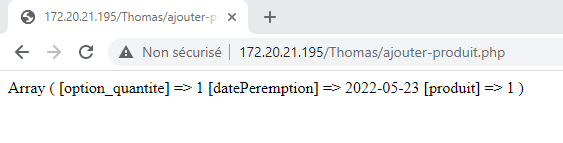 172.20.21.195/Thomas/ajouter-p
Non sécurisé | 172.20.21.195/Thomas/ajouter-produit.php
Array ( [option_quantite] => 1 [datePeremption] => 2022-05-23 [produit] => 1 )